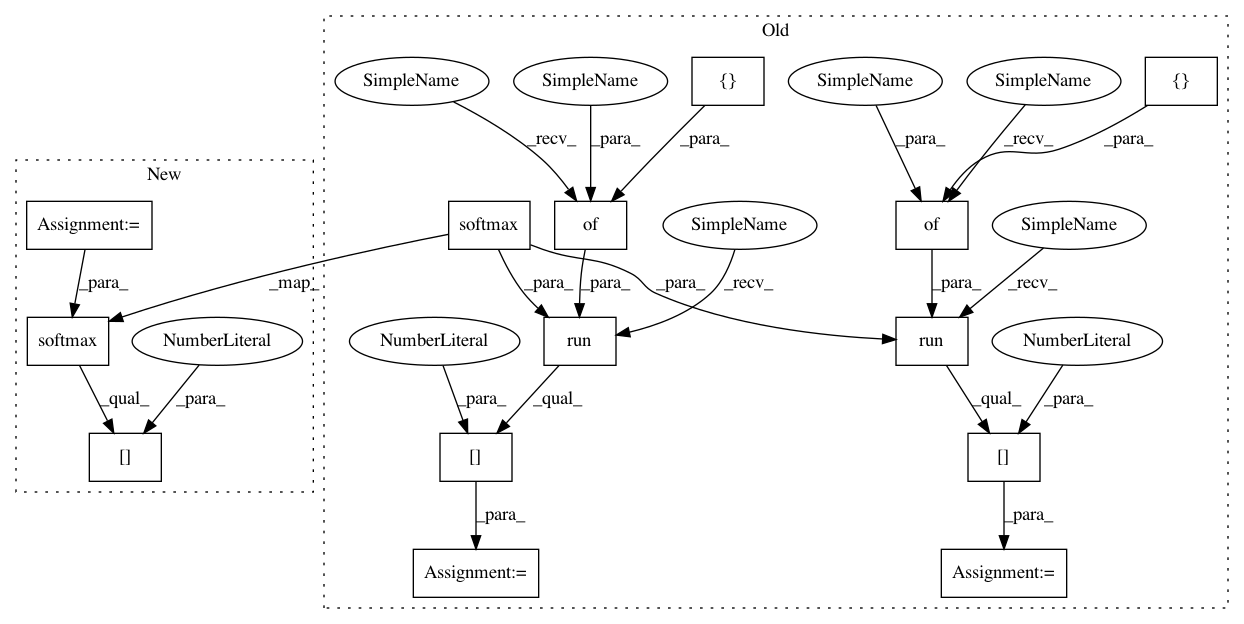 Old
SimpleName
SimpleName
{}
SimpleName
SimpleName
{}
_recv_
_para_
_para_
_para_
_recv_
_para_
New
Assignment:=
softmax
of
SimpleName
of
SimpleName
_para_
_map_
_para_
_para_
_para_
_recv_
_para_
_recv_
softmax
NumberLiteral
NumberLiteral
run
run
NumberLiteral
_qual_
_para_
_para_
_qual_
_qual_
_para_
[]
[]
[]
_para_
_para_
Assignment:=
Assignment:=